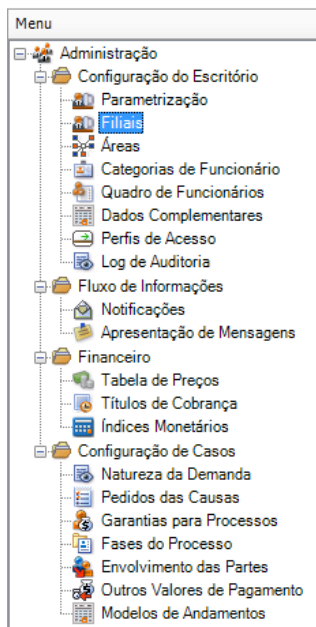 Menu
Administração
Configuração do Escritório
Parametrização
Filiais
Áreas
Categorias de Funcionário
Quadro de Funcionários
Dados Complementares
Perfis de Acesso
Log de Auditoria
Fluxo de Informações
Notificações
Apresentação de Mensagens
Financeiro
Tabela de Preços
Títulos de Cobrança
Índices Monetários
Configuração de Casos
Natureza da Demanda
Pedidos das Causas
Garantias para Processos
Fases do Processo
Envolvimento das Partes
Outros Valores de Pagamento
Modelos de Andamentos